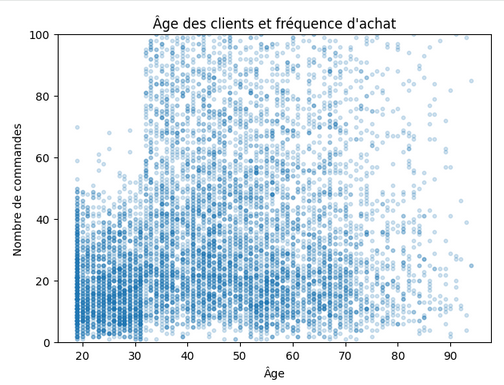 Âge des clients et fréquence d'achat
Nombre de commandes
100
80
60
40
20
0
20 30 40 50 60 70 80 90
Âge